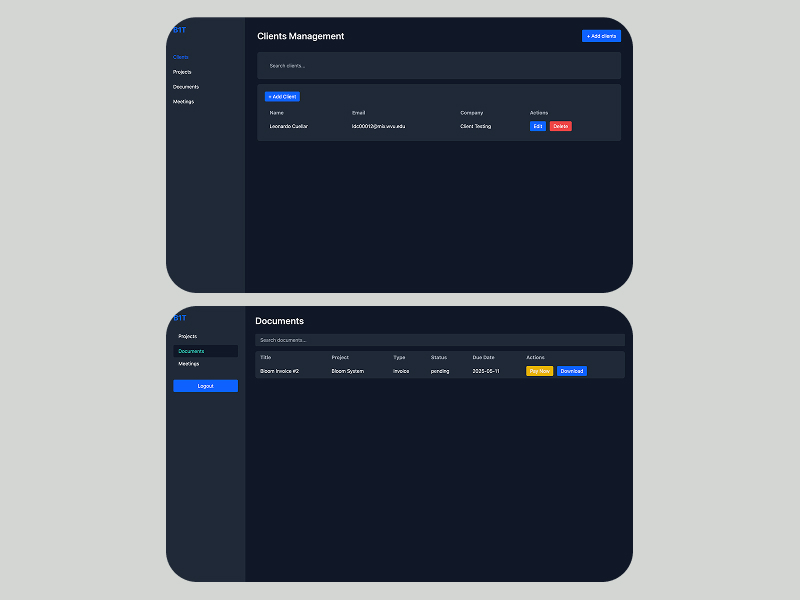 B1T
Clients
Projects
Documents
Meetings
Clients Management
+ Add clients
Search clients...
+ Add Client
Name Email Company Actions
Leonardo Cuellar ldc00012@mix.wvu.edu Client Testing Edit Delete
B1T
Projects
Documents
Meetings
Logout
Documents
Search documents...
Title Project Type Status Due Date Actions
Bloom Invoice #2 Bloom System invoice pending 2025-05-11 Pay Now Download